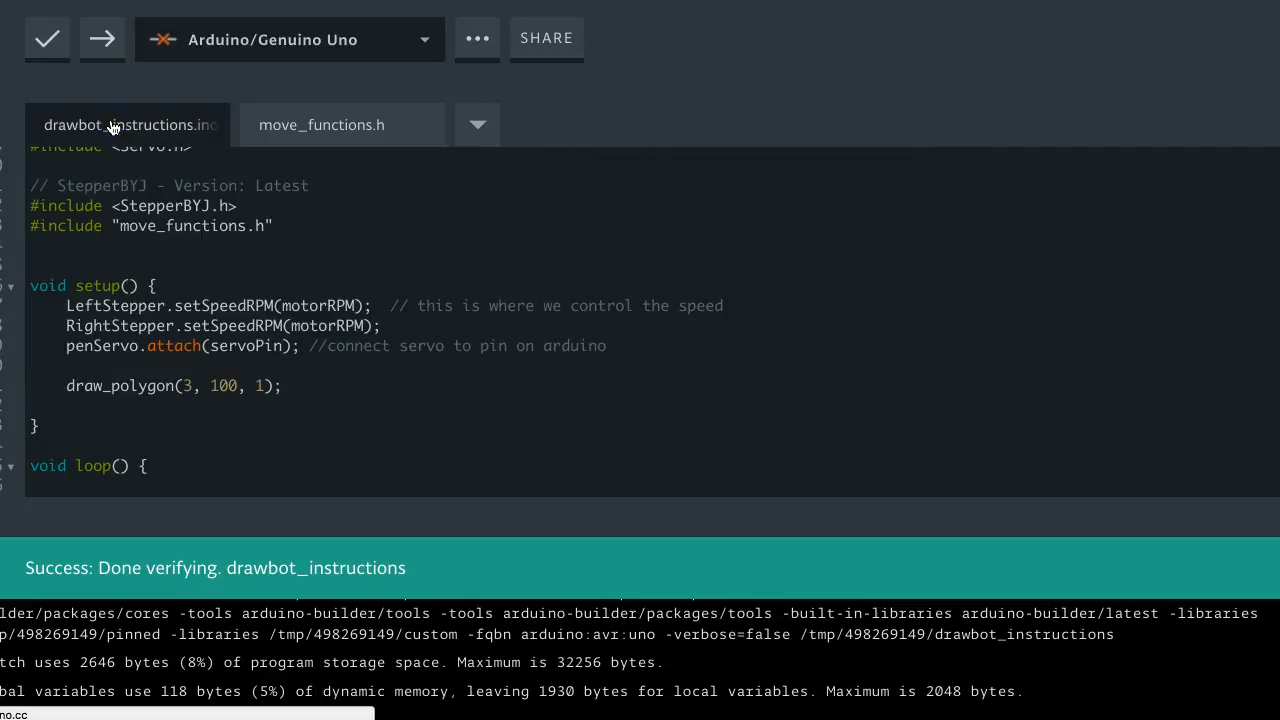 Arduino/Genuino Uno
••• SHARE
drawbot_instructions.ino move_functions.h
#include <Servo.h>
// StepperBYJ - Version: Latest
#include <StepperBYJ.h>
#include "move_functions.h"
void setup() {
LeftStepper.setSpeedRPM(motorRPM); // this is where we control the speed
RightStepper.setSpeedRPM(motorRPM);
penServo.attach(servoPin); //connect servo to pin on arduino
draw_polygon(3, 100, 1);
}
void loop() {
Success: Done verifying. drawbot_instructions
lder/packages/cores -tools arduino-builder/tools -tools arduino-builder/packages/tools -built-in-libraries arduino-builder/latest -libraries
p/498269149/pinned -libraries /tmp/498269149/custom -fqbn arduino:avr:uno -verbose=false /tmp/498269149/drawbot_instructions
tch uses 2646 bytes (8%) of program storage space. Maximum is 32256 bytes.
bal variables use 118 bytes (5%) of dynamic memory, leaving 1930 bytes for local variables. Maximum is 2048 bytes.
no.cc